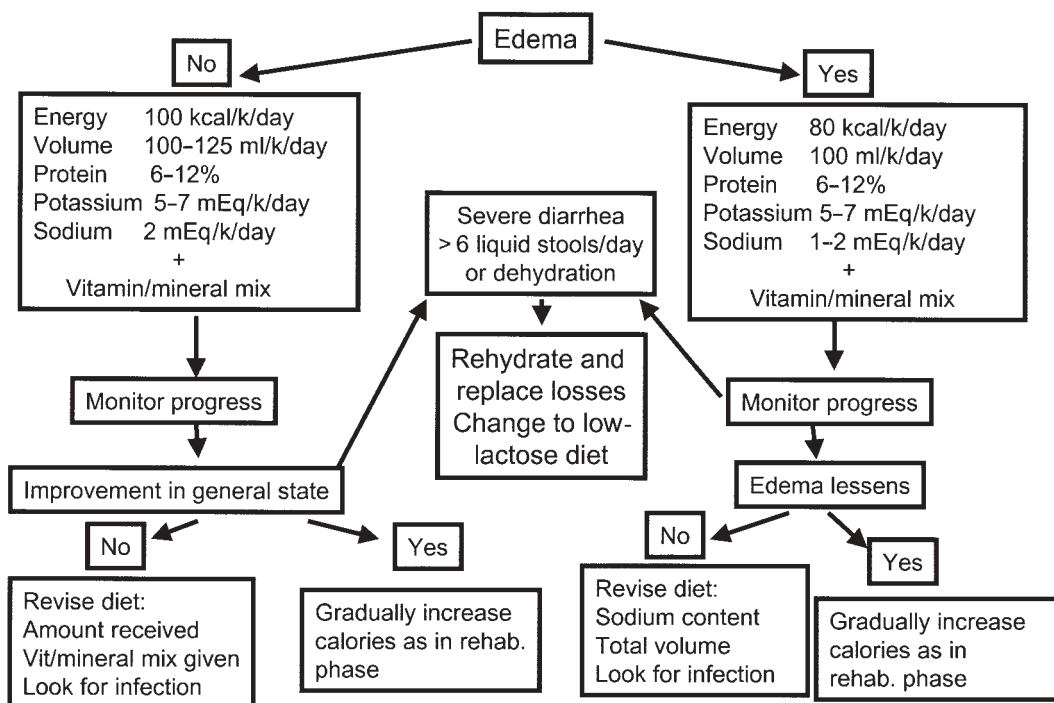 Edema
No
Energy 100 kcal/k/day
Volume 100–125 ml/k/day
Protein 6–12%
Potassium 5–7 mEq/k/day
Sodium 2 mEq/k/day
+
Vitamin/mineral mix
Monitor progress
Improvement in general state
No
Revise diet:
Amount received
Vit/mineral mix given
Look for infection
Yes
Gradually increase
calories as in rehab.
phase
Severe diarrhea
> 6 liquid stools/day
or dehydration
Rehydrate and
replace losses
Change to low-
lactose diet
Yes
Energy 80 kcal/k/day
Volume 100 ml/k/day
Protein 6–12%
Potassium 5–7 mEq/k/day
Sodium 1–2 mEq/k/day
+
Vitamin/mineral mix
Monitor progress
Edema lessens
No
Revise diet:
Sodium content
Total volume
Look for infection
Yes
Gradually increase
calories as in
rehab. phase